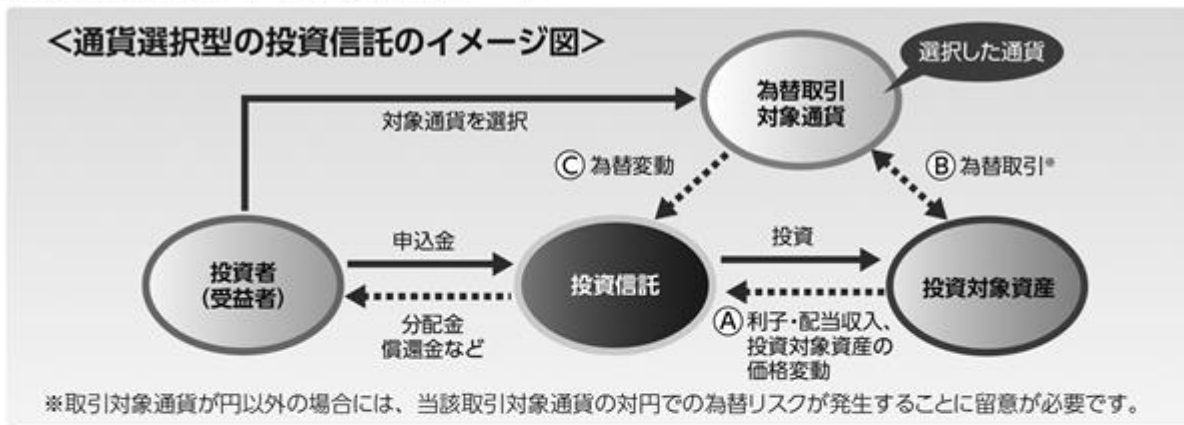 <通貨選択型の投資信託のイメージ図>
選択した通貨
為替取引
対象通貨
対象通貨を選択
Ⓒ 為替変動
Ⓑ 為替取引※
申込金
投資
投資者
(受益者)
投資信託
投資対象資産
分配金
償還金など
Ⓐ 利子・配当収入、
投資対象資産の
価格変動
※取引対象通貨が円以外の場合には、当該取引対象通貨の対円での為替リスクが発生することに留意が必要です。